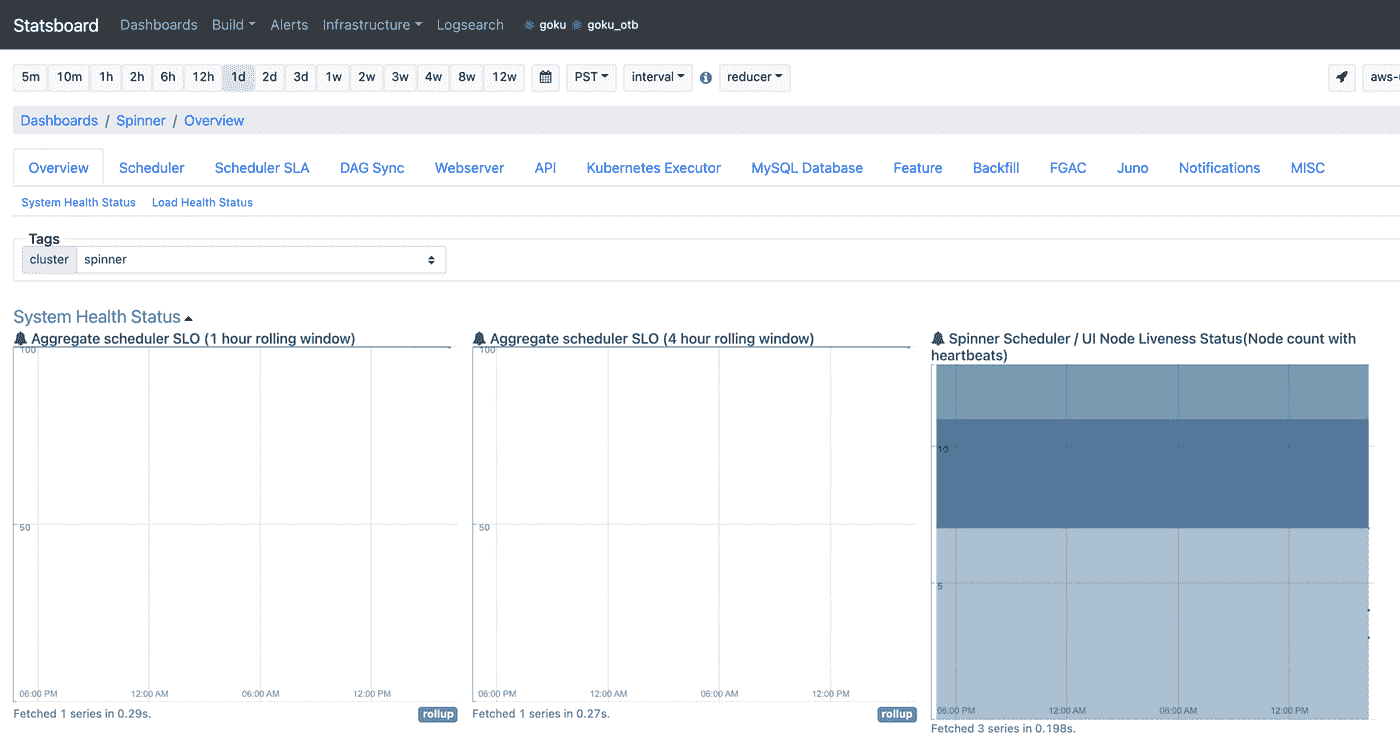 Statsboard Dashboards Build Alerts Infrastructure Logsearch goku goku_otb
5m 10m 1h 2h 6h 12h 1d 2d 3d 1w 2w 3w 4w 8w 12w PST interval reducer aws-
Dashboards / Spinner / Overview
Overview Scheduler Scheduler SLA DAG Sync Webserver API Kubernetes Executor MySQL Database Feature Backfill FGAC Juno Notifications MISC
System Health Status Load Health Status
Tags
cluster spinner
System Health Status
Aggregate scheduler SLO (1 hour rolling window)
100
50
06:00 PM 12:00 AM 06:00 AM 12:00 PM
Fetched 1 series in 0.29s. rollup
Aggregate scheduler SLO (4 hour rolling window)
100
50
06:00 PM 12:00 AM 06:00 AM 12:00 PM
Fetched 1 series in 0.27s. rollup
Spinner Scheduler / UI Node Liveness Status(Node count with
heartbeats)
10
5
06:00 PM 12:00 AM 06:00 AM 12:00 PM
Fetched 3 series in 0.198s.